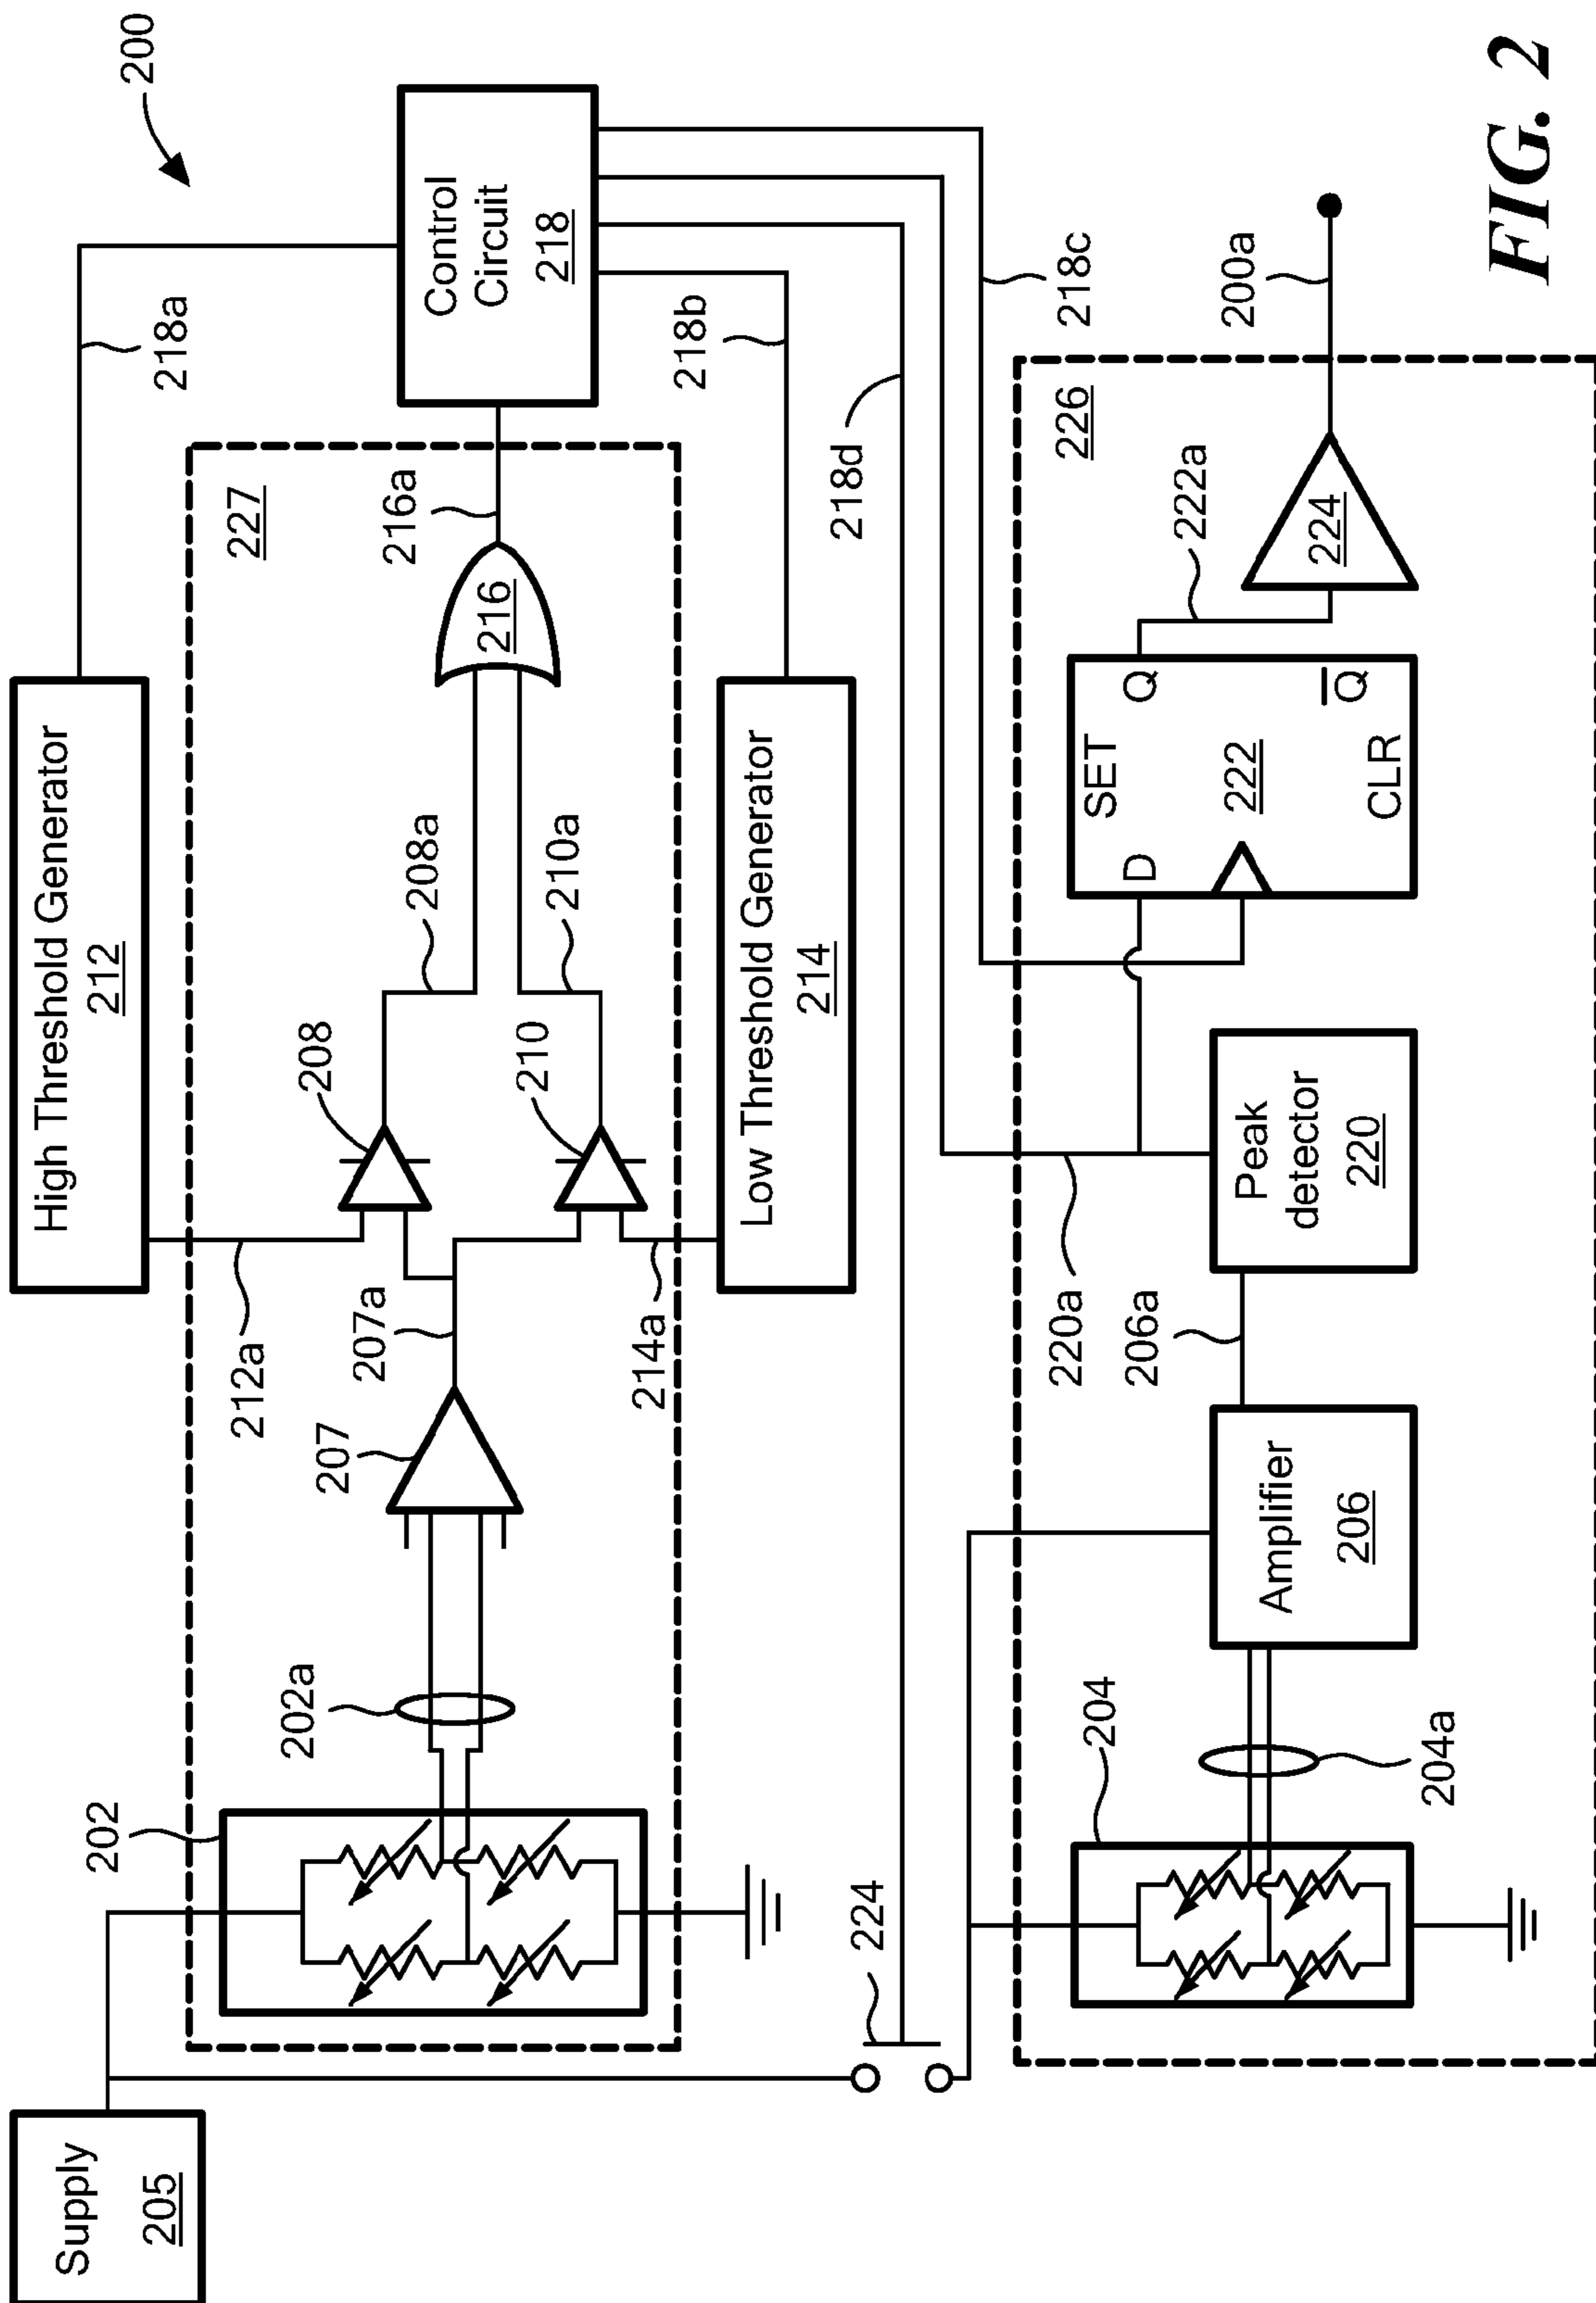 200
Supply
205
High Threshold Generator
212
218a
212a
227
202
202a
207
207a
208
208a
210
210a
214a
216
216a
Control
Circuit
218
Low Threshold Generator
214
218b
218d
218c
224
226
204
204a
Amplifier
206
206a
220a
Peak
detector
220
SET
D
Q
222
CLR
Q
222a
224
200a
FIG. 2